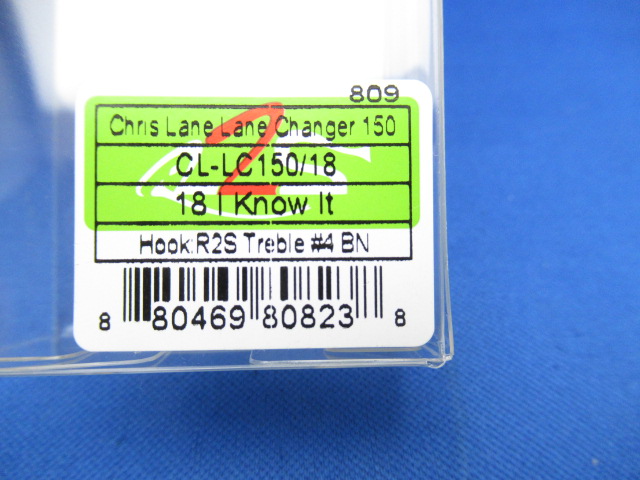 809
Chris Lane Lane Changer 150
CL-LC150/18
18 I Know It
Hook:R2S Treble #4 BN
8 80469 80823 8